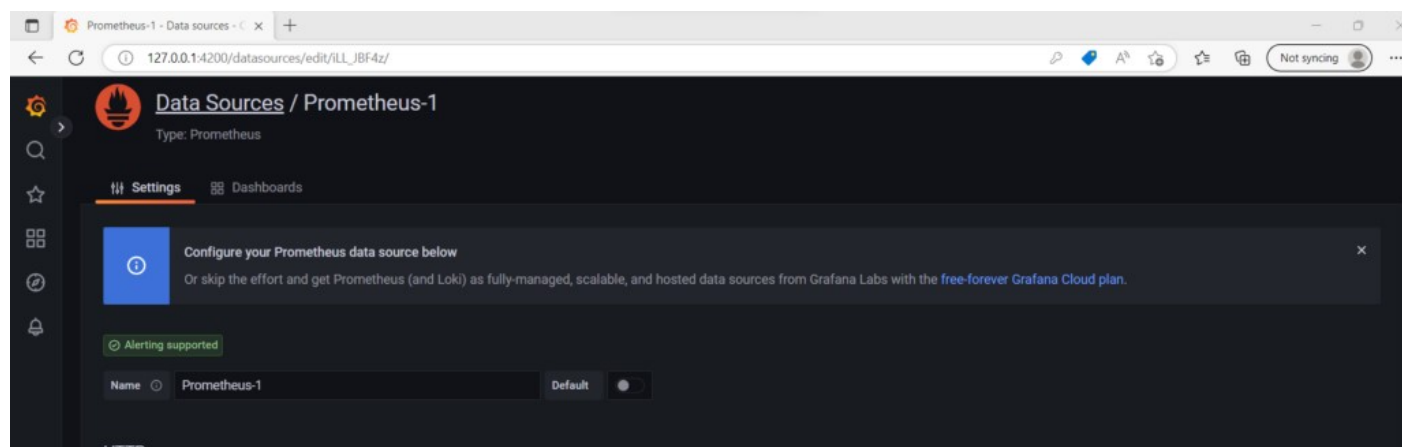 Prometheus-1 - Data sources - G
127.0.0.1:4200/datasources/edit/iLL_JBF4z/
Not syncing
Data Sources / Prometheus-1
Type: Prometheus
Settings
Dashboards
Configure your Prometheus data source below
Or skip the effort and get Prometheus (and Loki) as fully-managed, scalable, and hosted data sources from Grafana Labs with the free-forever Grafana Cloud plan.
Alerting supported
Name Prometheus-1 Default